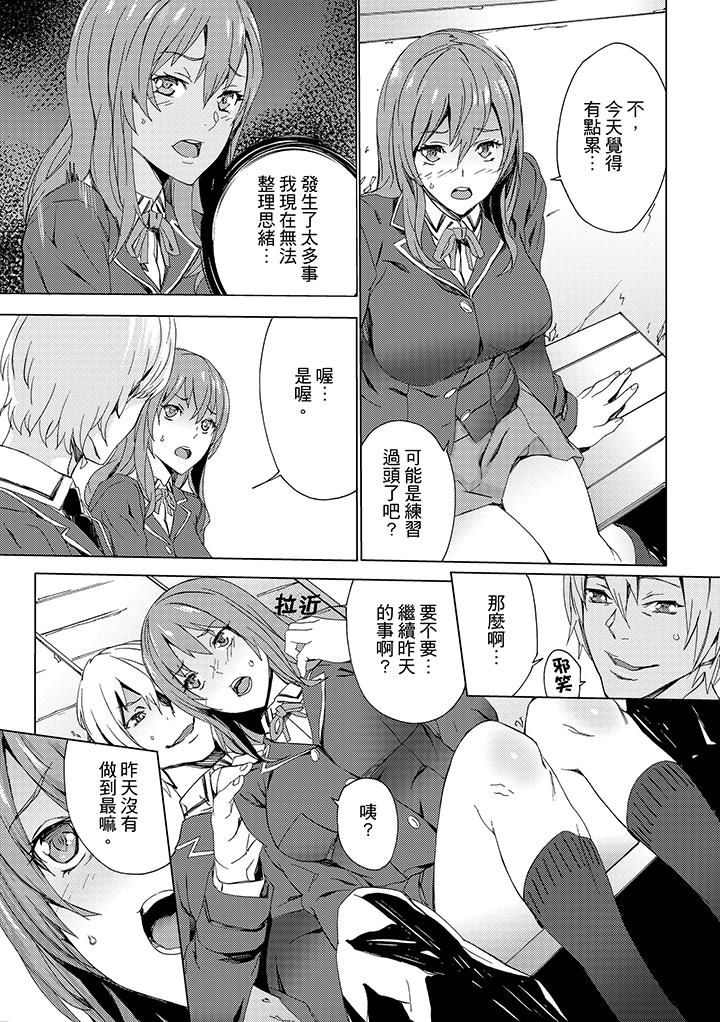 不，
今天覺得
有點累…
可能是練習
過頭了吧？
發生了太多事
我現在無法
整理思緒…
喔…
是喔。
那麼啊…
邪笑
要不要…
繼續昨天
的事啊？
拉近
咦？
昨天沒有
做到最嘛。